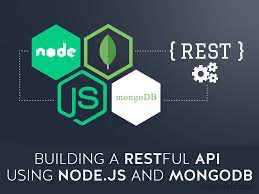 node
{ REST }
JS
mongoDB
BUILDING A RESTFUL API
USING NODE.JS AND MONGODB